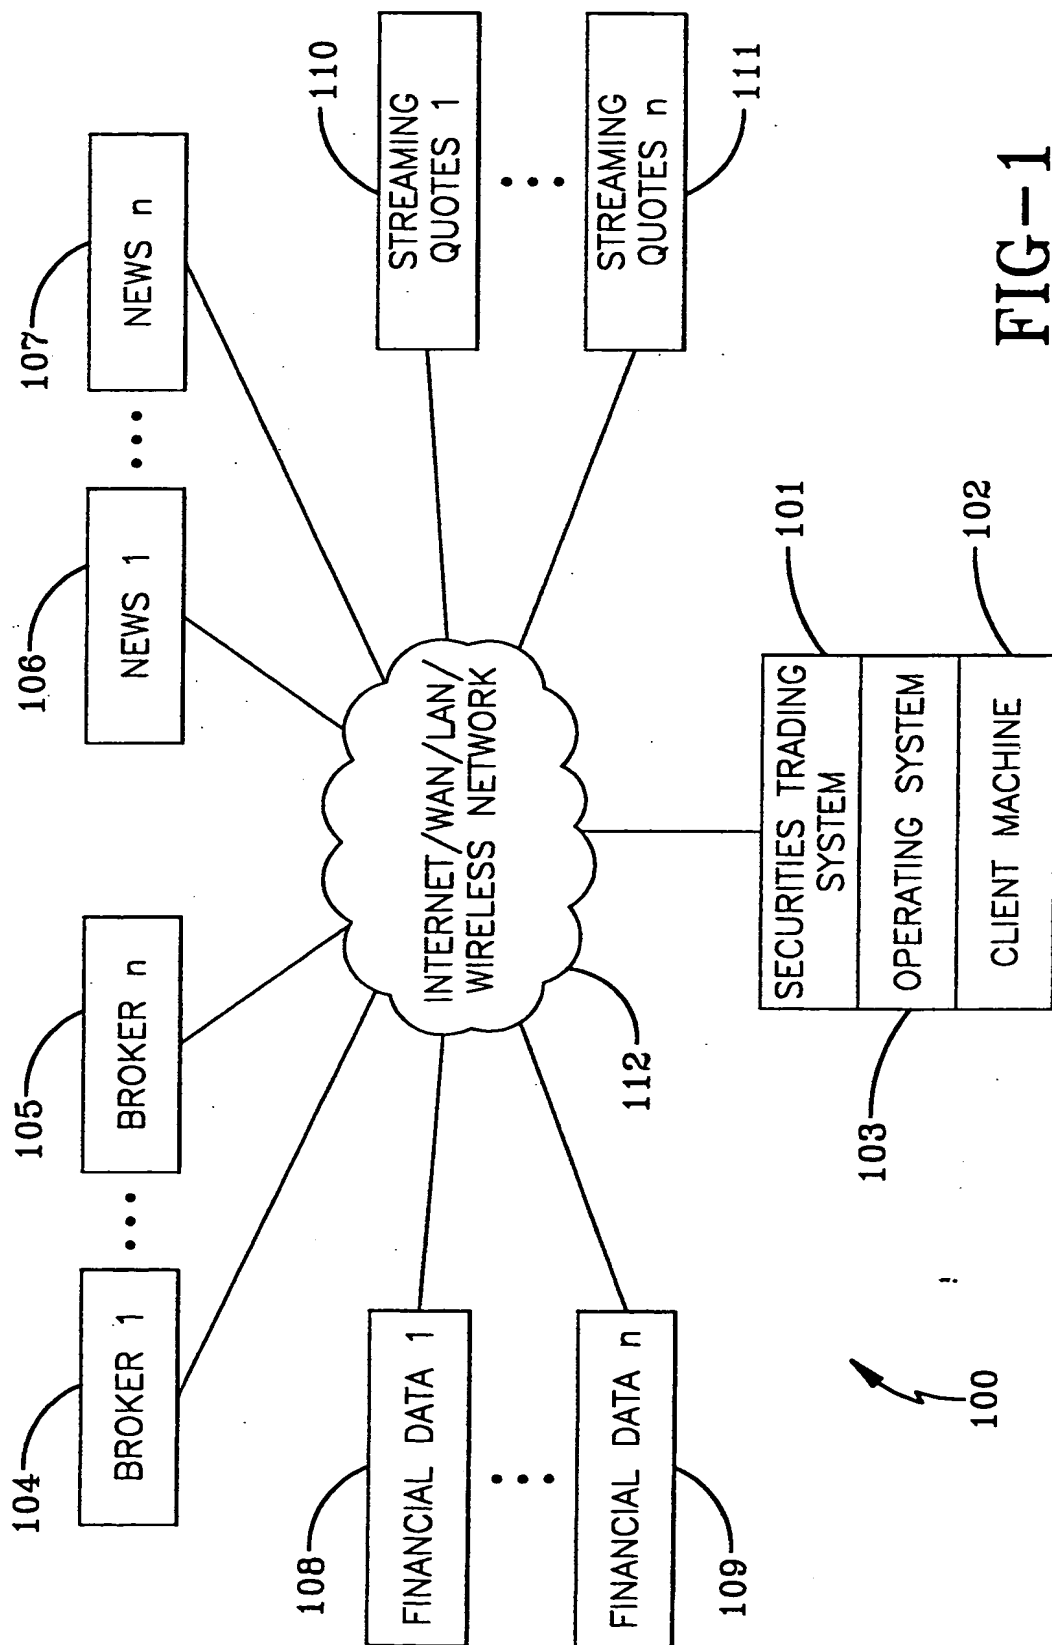 104
105
106
107
BROKER 1
BROKER n
NEWS 1
NEWS n
108
110
FINANCIAL DATA 1
STREAMING
QUOTES 1
INTERNET/WAN/LAN/
WIRELESS NETWORK
FINANCIAL DATA n
STREAMING
QUOTES n
109
112
111
SECURITIES TRADING
SYSTEM
101
OPERATING SYSTEM
103
CLIENT MACHINE
102
100
FIG-1